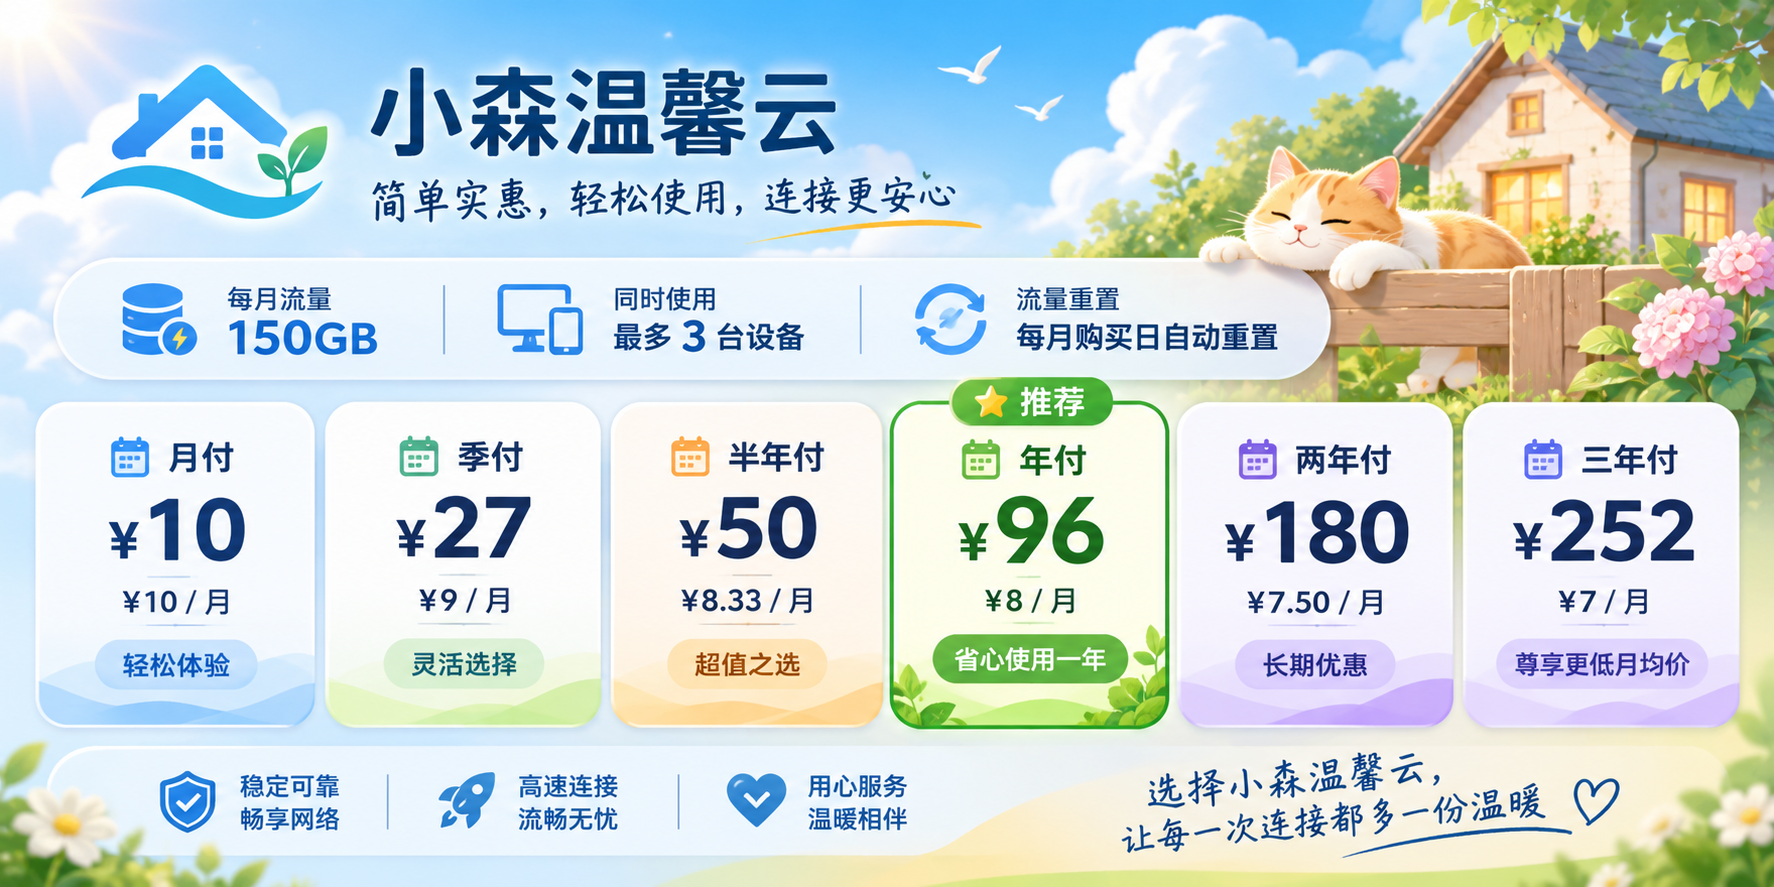 小森温馨云
简单实惠，轻松使用，连接更安心
每月流量
150GB
同时使用
最多 3 台设备
流量重置
每月购买日自动重置
月付
¥10
¥10 / 月
轻松体验
季付
¥27
¥9 / 月
灵活选择
半年付
¥50
¥8.33 / 月
超值之选
推荐
年付
¥96
¥8 / 月
省心使用一年
两年付
¥180
¥7.50 / 月
长期优惠
三年付
¥252
¥7 / 月
尊享更低月均价
稳定可靠
畅享网络
高速连接
流畅无忧
用心服务
温暖相伴
选择小森温馨云，
让每一次连接都多一份温暖